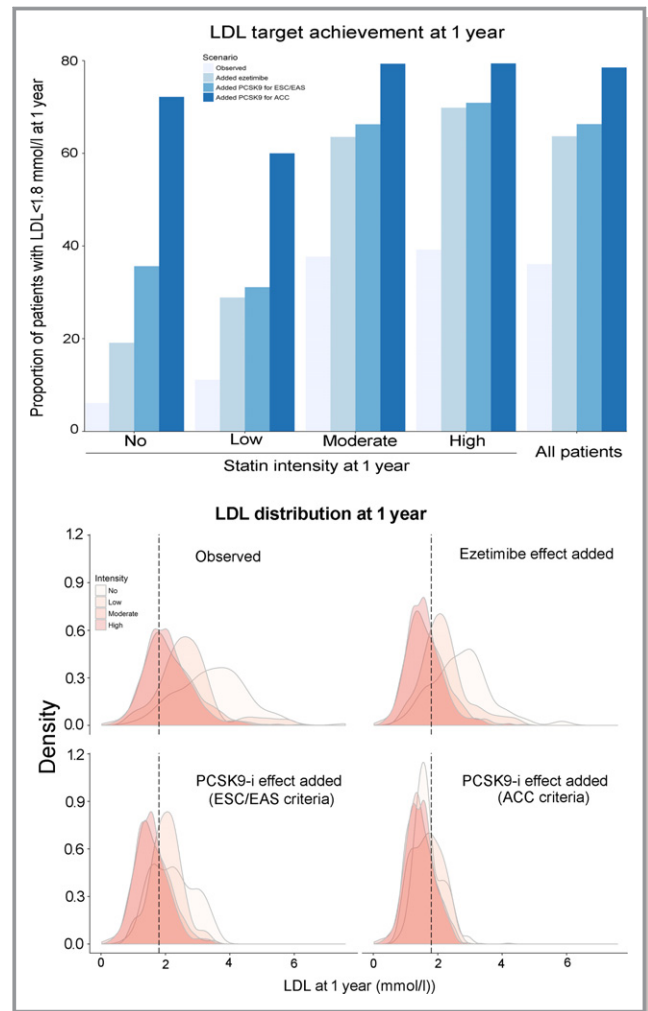 LDL target achievement at 1 year
Scenario
Observed
Added ezetimibe
Added PCSK9 for ESC/EAS
Added PCSK9 for ACC
Proportion of patients with LDL<1.8 mmol/l at 1 year
80
60
40
20
0
No
Low
Moderate
High
All patients
Statin intensity at 1 year
LDL distribution at 1 year
1.2
0.9
0.6
0.3
0.0
Observed
Intensity
No
Low
Moderate
High
Ezetimibe effect added
Density
1.2
0.9
0.6
0.3
0.0
PCSK9-i effect added
(ESC/EAS criteria)
PCSK9-i effect added
(ACC criteria)
0
2
4
6
0
2
4
6
LDL at 1 year (mmol/l))